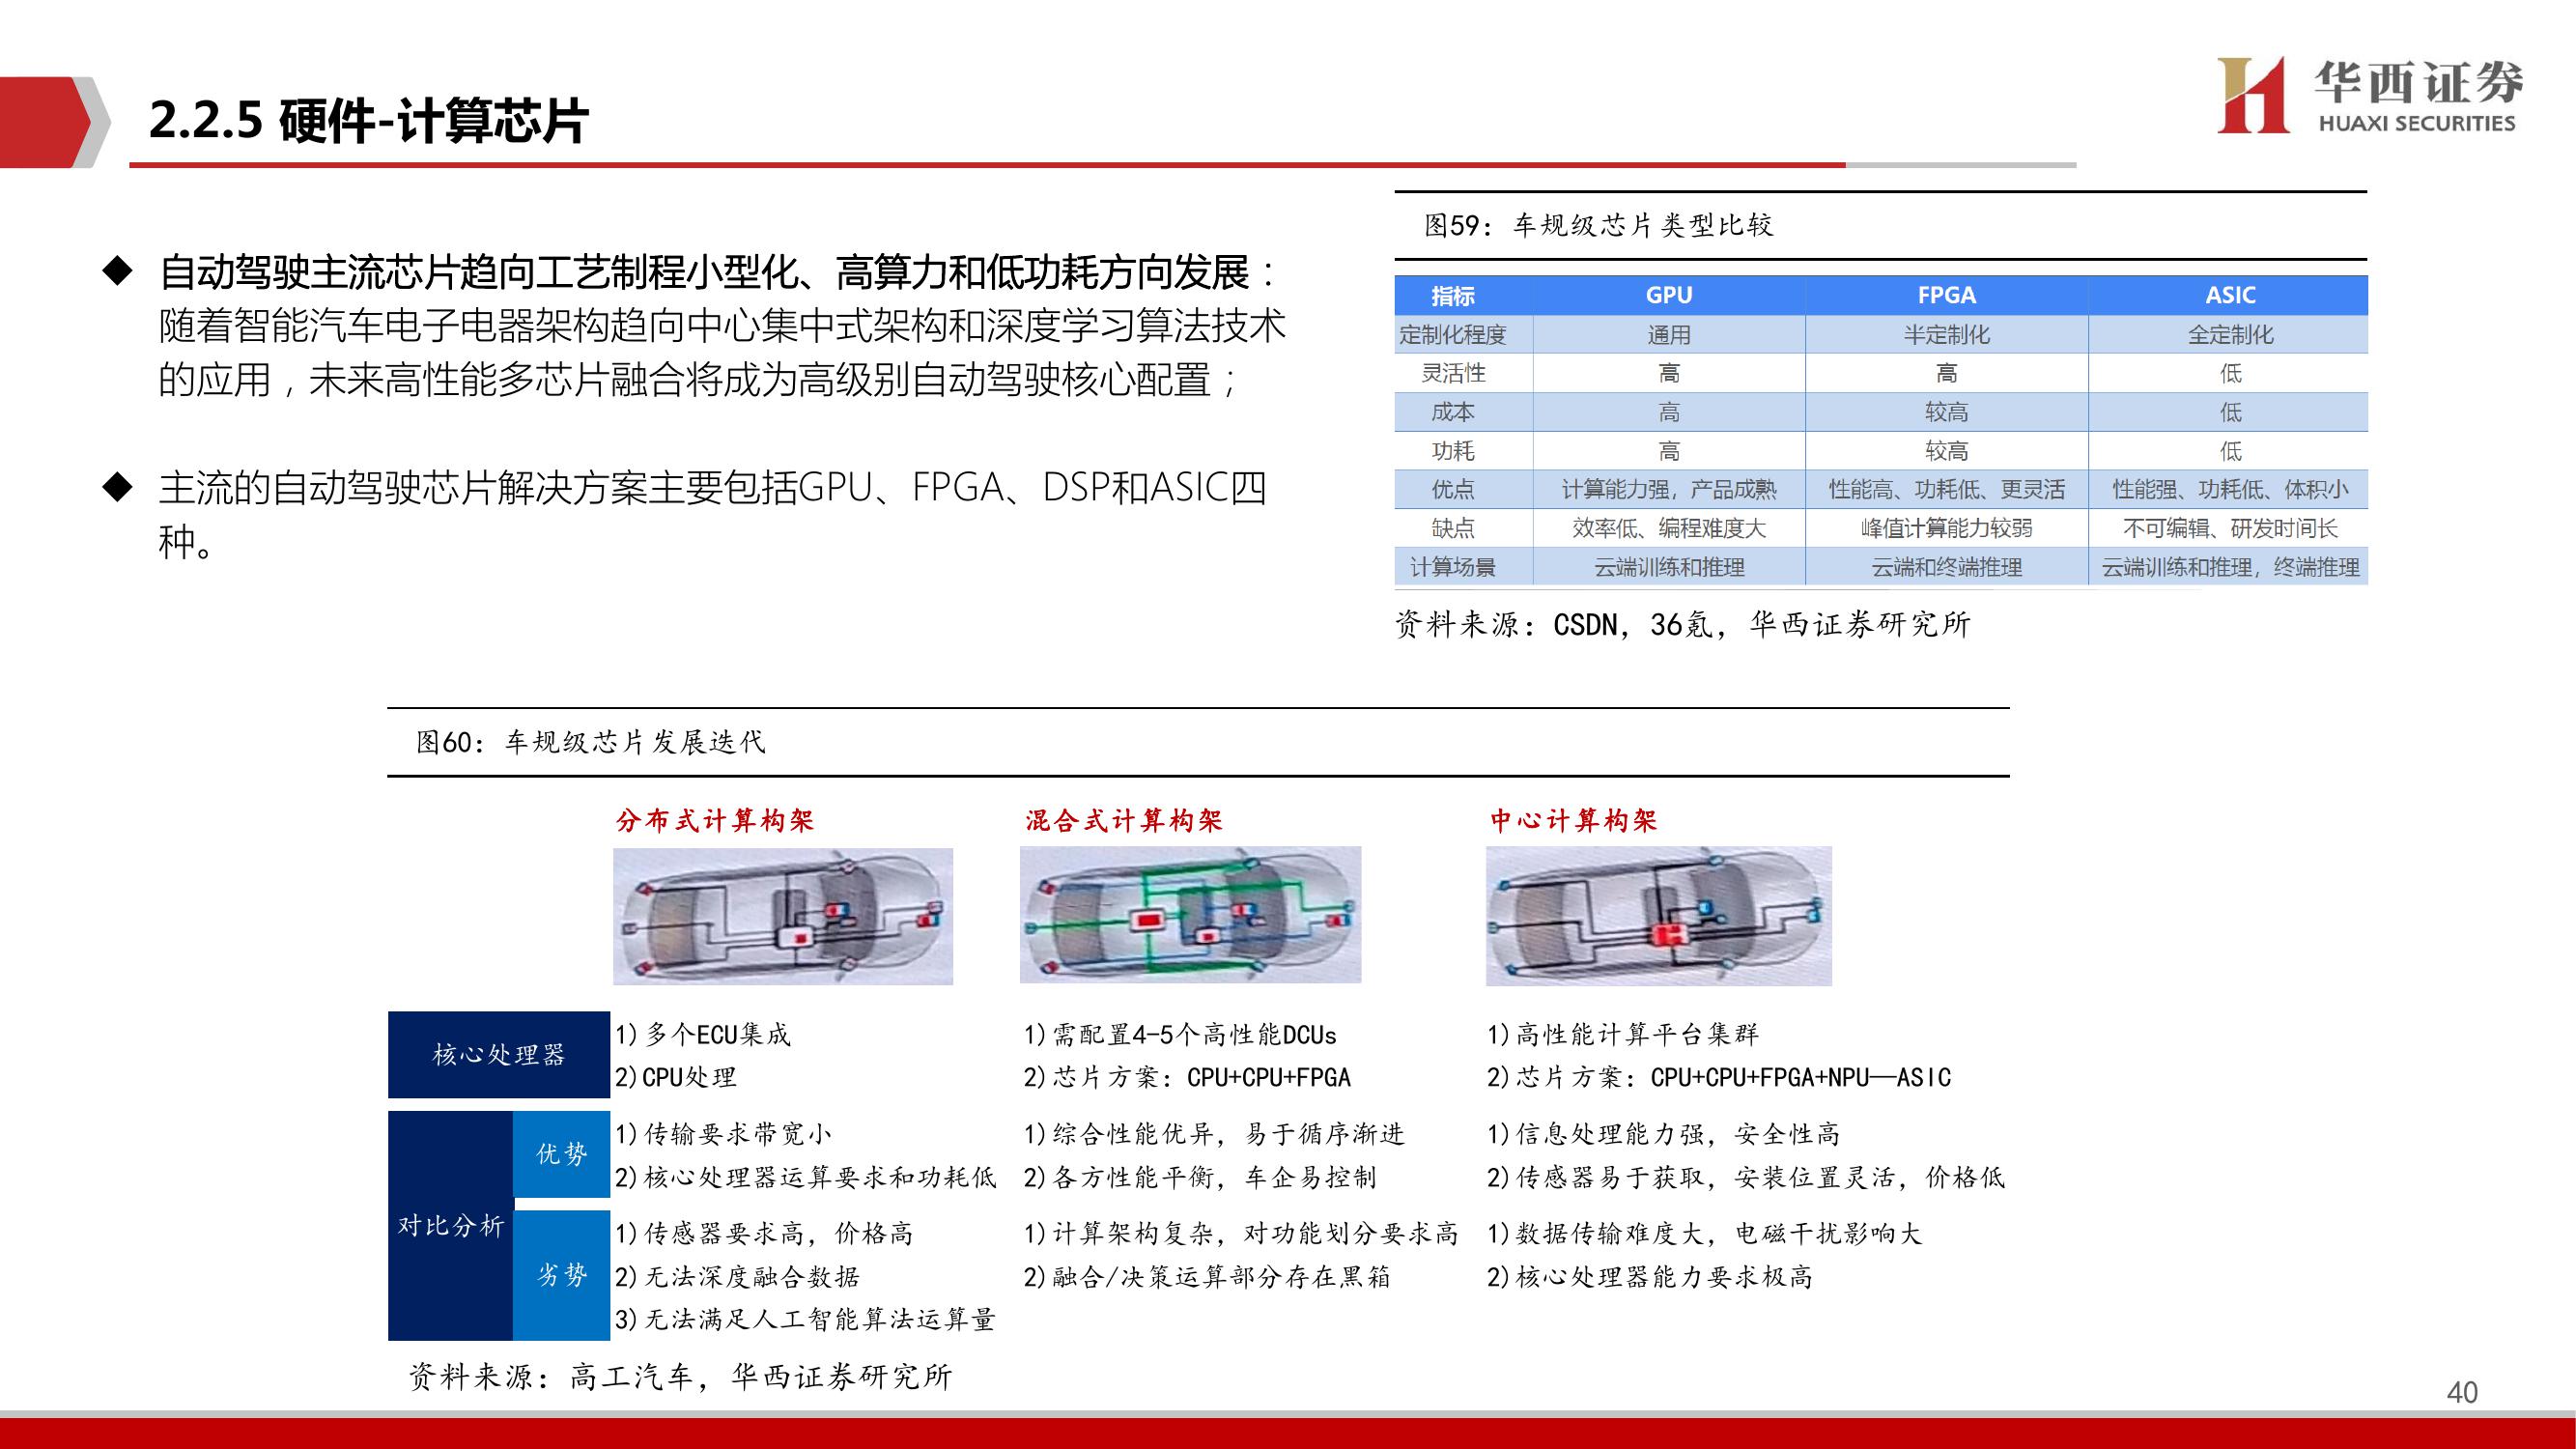 2.2.5 硬件-计算芯片
华西证券
HUAXI SECURITIES
◆ 自动驾驶主流芯片趋向工艺制程小型化、高算力和低功耗方向发展：
随着智能汽车电子电器架构趋向中心集中式架构和深度学习算法技术
的应用，未来高性能多芯片融合将成为高级别自动驾驶核心配置；
◆ 主流的自动驾驶芯片解决方案主要包括GPU、FPGA、DSP和ASIC四
种。
图59：车规级芯片类型比较
指标 GPU FPGA ASIC
定制化程度 通用 半定制化 全定制化
灵活性 高 高 低
成本 高 较高 低
功耗 高 较高 低
优点 计算能力强，产品成熟 性能高、功耗低、更灵活 性能强、功耗低、体积小
缺点 效率低、编程难度大 峰值计算能力较弱 不可编辑、研发时间长
计算场景 云端训练和推理 云端和终端推理 云端训练和推理，终端推理
资料来源：CSDN，36氪，华西证券研究所
图60：车规级芯片发展迭代
分布式计算构架 混合式计算构架 中心计算构架
核心处理器
1)多个ECU集成
2)CPU处理
1)需配置4-5个高性能DCUs
2)芯片方案：CPU+CPU+FPGA
1)高性能计算平台集群
2)芯片方案：CPU+CPU+FPGA+NPU——ASIC
对比分析
优势
1)传输要求带宽小
2)核心处理器运算要求和功耗低
1)综合性能优异，易于循序渐进
2)各方性能平衡，车企易控制
1)信息处理能力强，安全性高
2)传感器易于获取，安装位置灵活，价格低
劣势
1)传感器要求高，价格高
2)无法深度融合数据
3)无法满足人工智能算法运算量
1)计算架构复杂，对功能划分要求高
2)融合/决策运算部分存在黑箱
1)数据传输难度大，电磁干扰影响大
2)核心处理器能力要求极高
资料来源：高工汽车，华西证券研究所
40